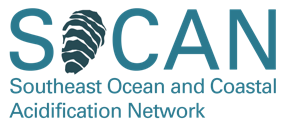 SOCAN
Southeast Ocean and Coastal
Acidification Network